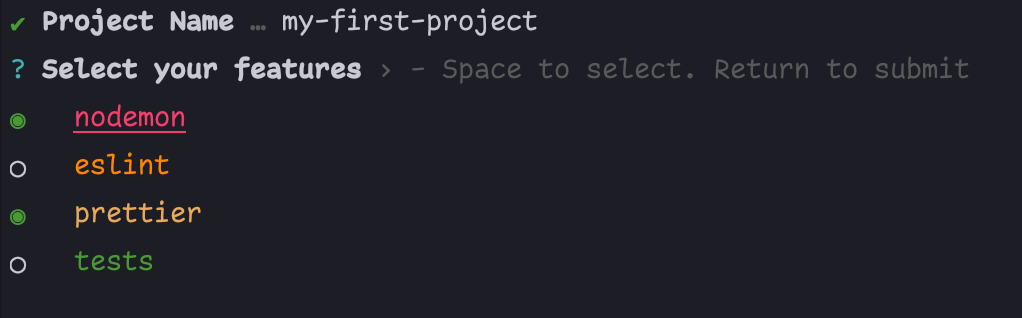 ✔ Project Name … my-first-project
? Select your features › - Space to select. Return to submit
◉ nodemon
◯ eslint
◉ prettier
◯ tests